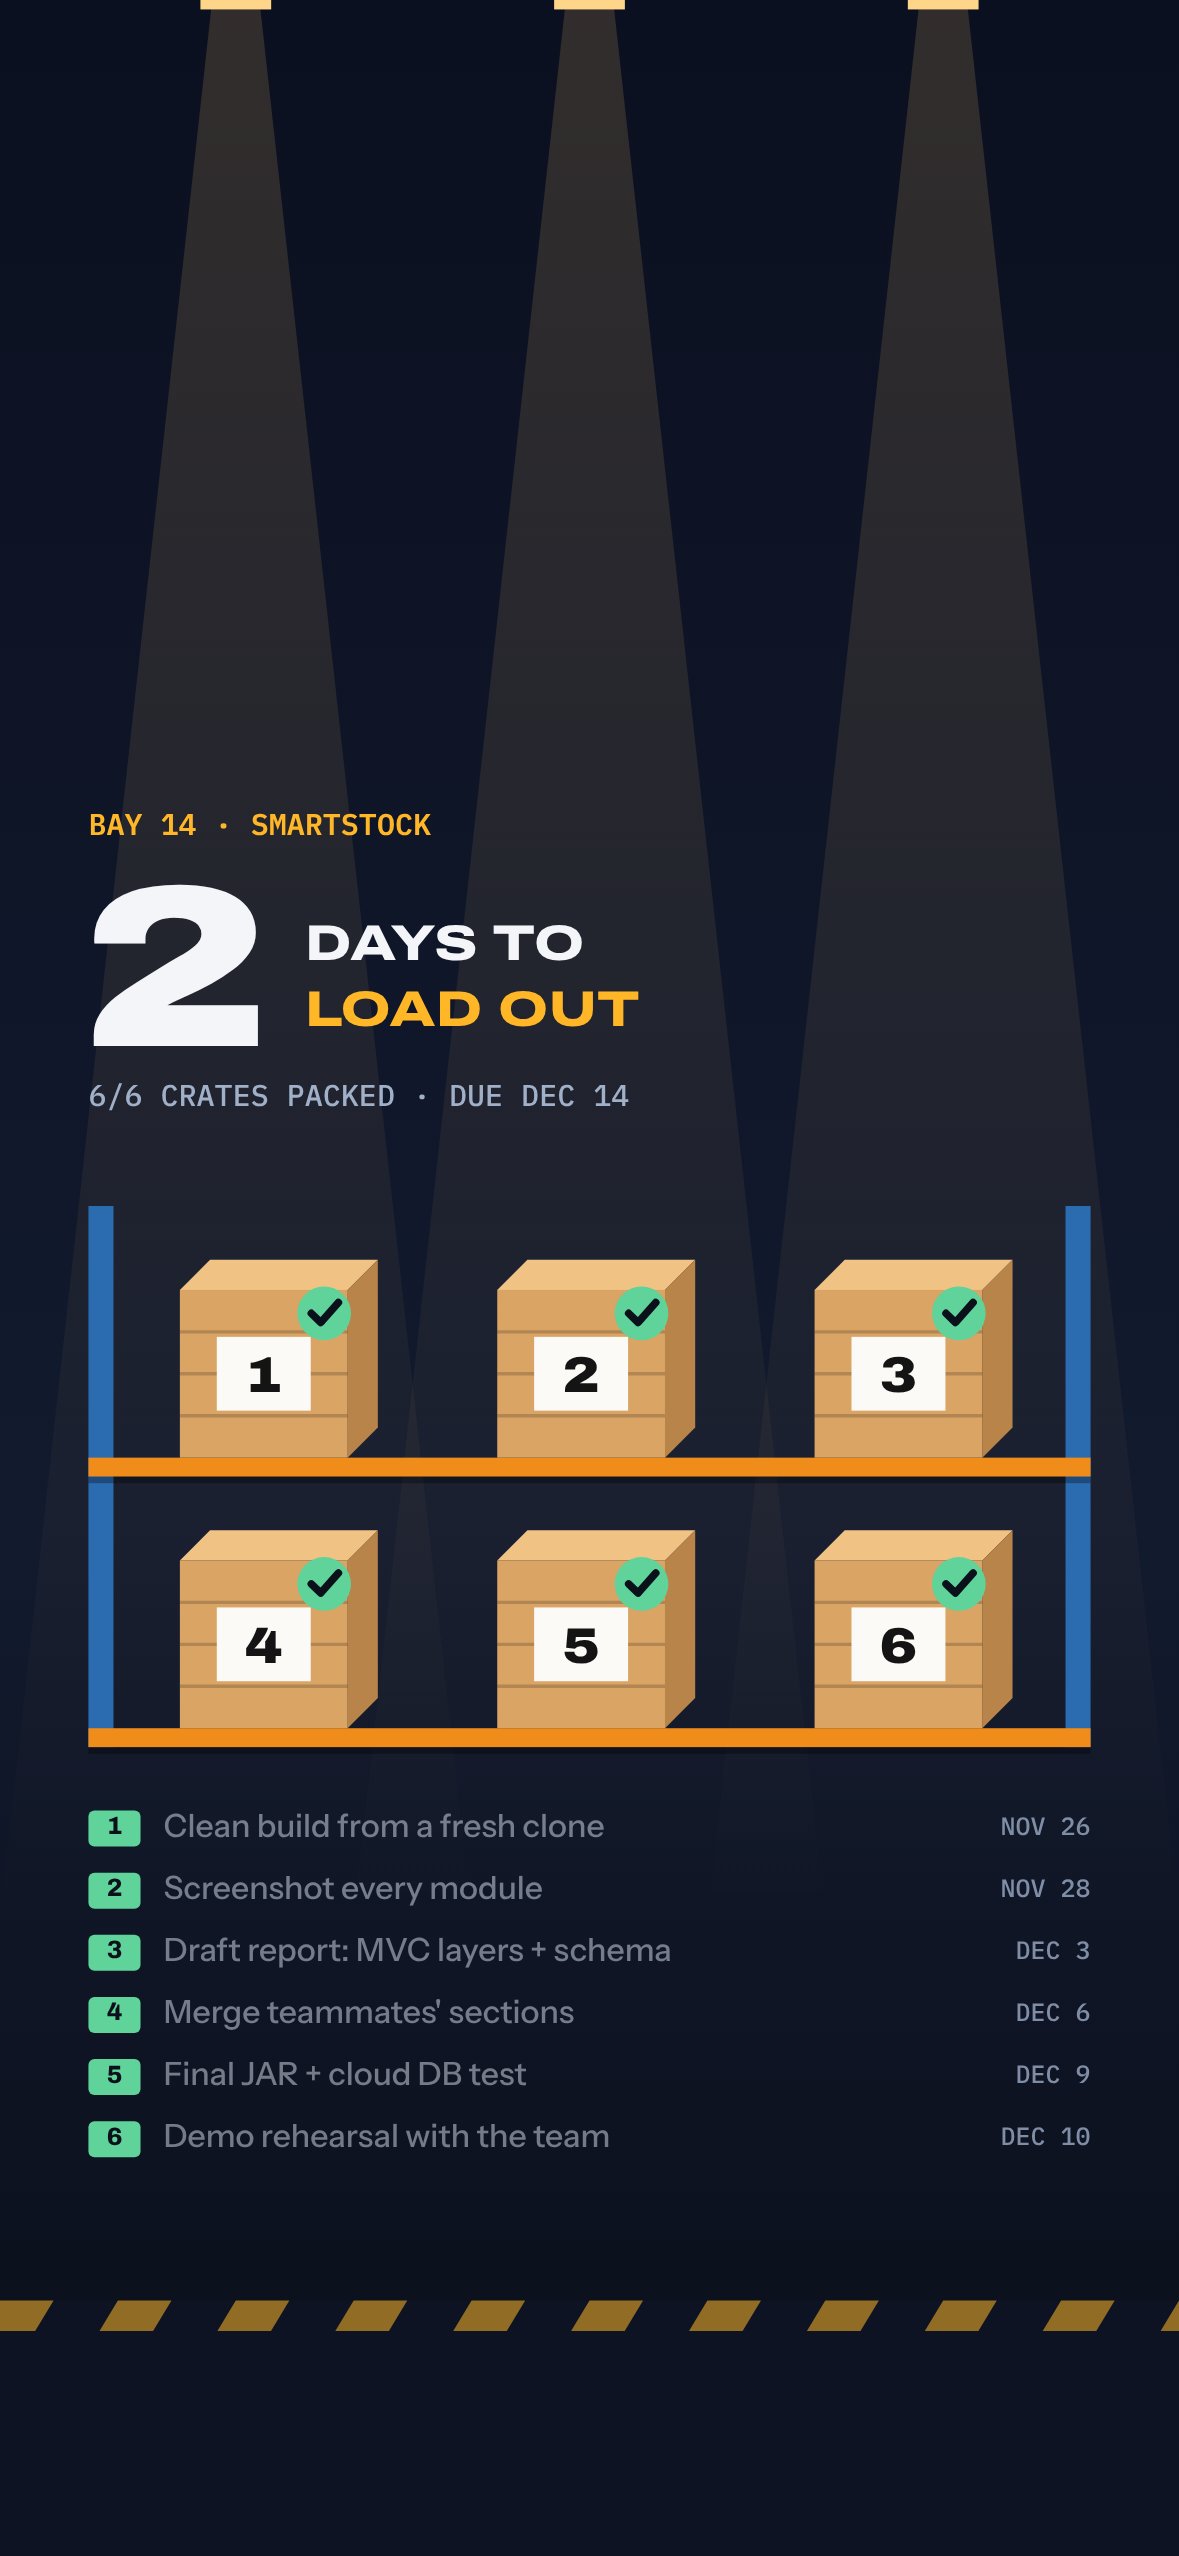 BAY 14 · SMARTSTOCK
2
DAYS TO
LOAD OUT
6/6 CRATES PACKED · DUE DEC 14
1
2
3
4
5
6
1 Clean build from a fresh clone NOV 26
2 Screenshot every module NOV 28
3 Draft report: MVC layers + schema DEC 3
4 Merge teammates' sections DEC 6
5 Final JAR + cloud DB test DEC 9
6 Demo rehearsal with the team DEC 10